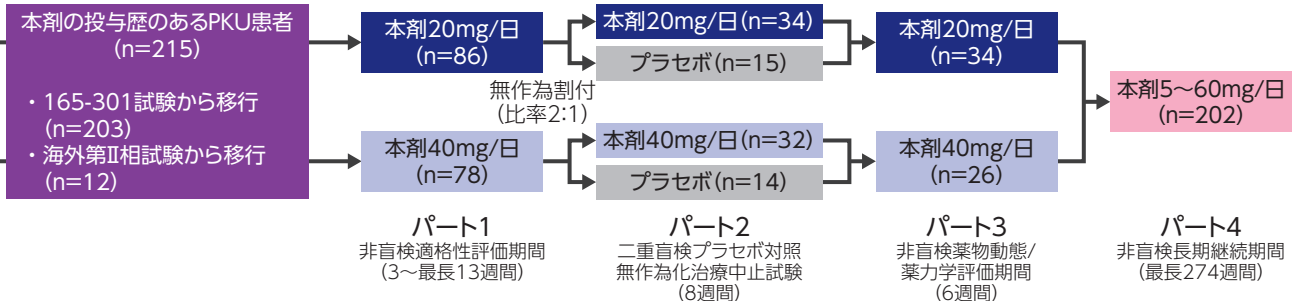 本剤の投与歴のあるPKU患者
(n=215)
・165-301試験から移行
(n=203)
・海外第Ⅱ相試験から移行
(n=12)
本剤20mg/日
(n=86)
本剤40mg/日
(n=78)
パート1
非盲検適格性評価期間
(3～最長13週間)
無作為割付
(比率2:1)
本剤20mg/日(n=34)
プラセボ(n=15)
本剤40mg/日(n=32)
プラセボ(n=14)
パート2
二重盲検プラセボ対照
無作為化治療中止試験
(8週間)
本剤20mg/日
(n=34)
本剤40mg/日
(n=26)
パート3
非盲検薬物動態/
薬力学評価期間
(6週間)
本剤5～60mg/日
(n=202)
パート4
非盲検長期継続期間
(最長274週間)